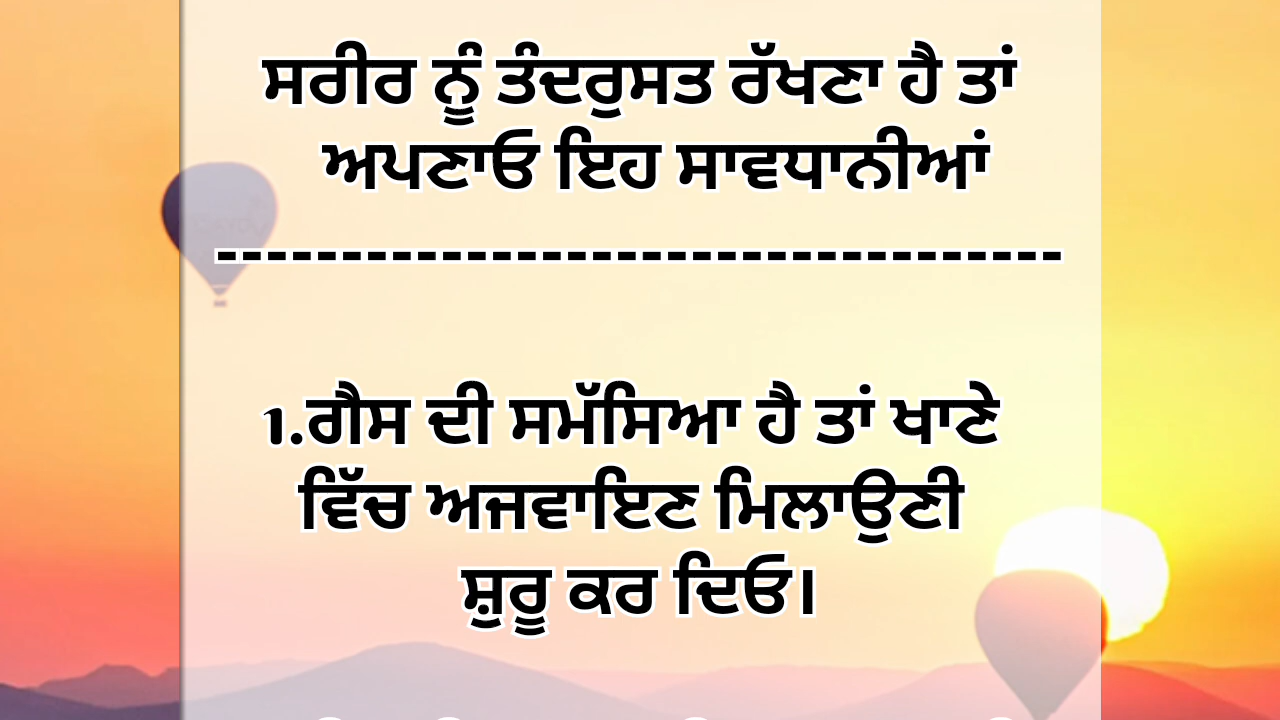 ਸਰੀਰ ਨੂੰ ਤੰਦਰੁਸਤ ਰੱਖਣਾ ਹੈ ਤਾਂ
ਅਪਣਾਓ ਇਹ ਸਾਵਧਾਨੀਆਂ
----------------------------------
1.ਗੈਸ ਦੀ ਸਮੱਸਿਆ ਹੈ ਤਾਂ ਖਾਣੇ
ਵਿੱਚ ਅਜਵਾਇਣ ਮਿਲਾਉਣੀ
ਸ਼ੁਰੂ ਕਰ ਦਿਓ।